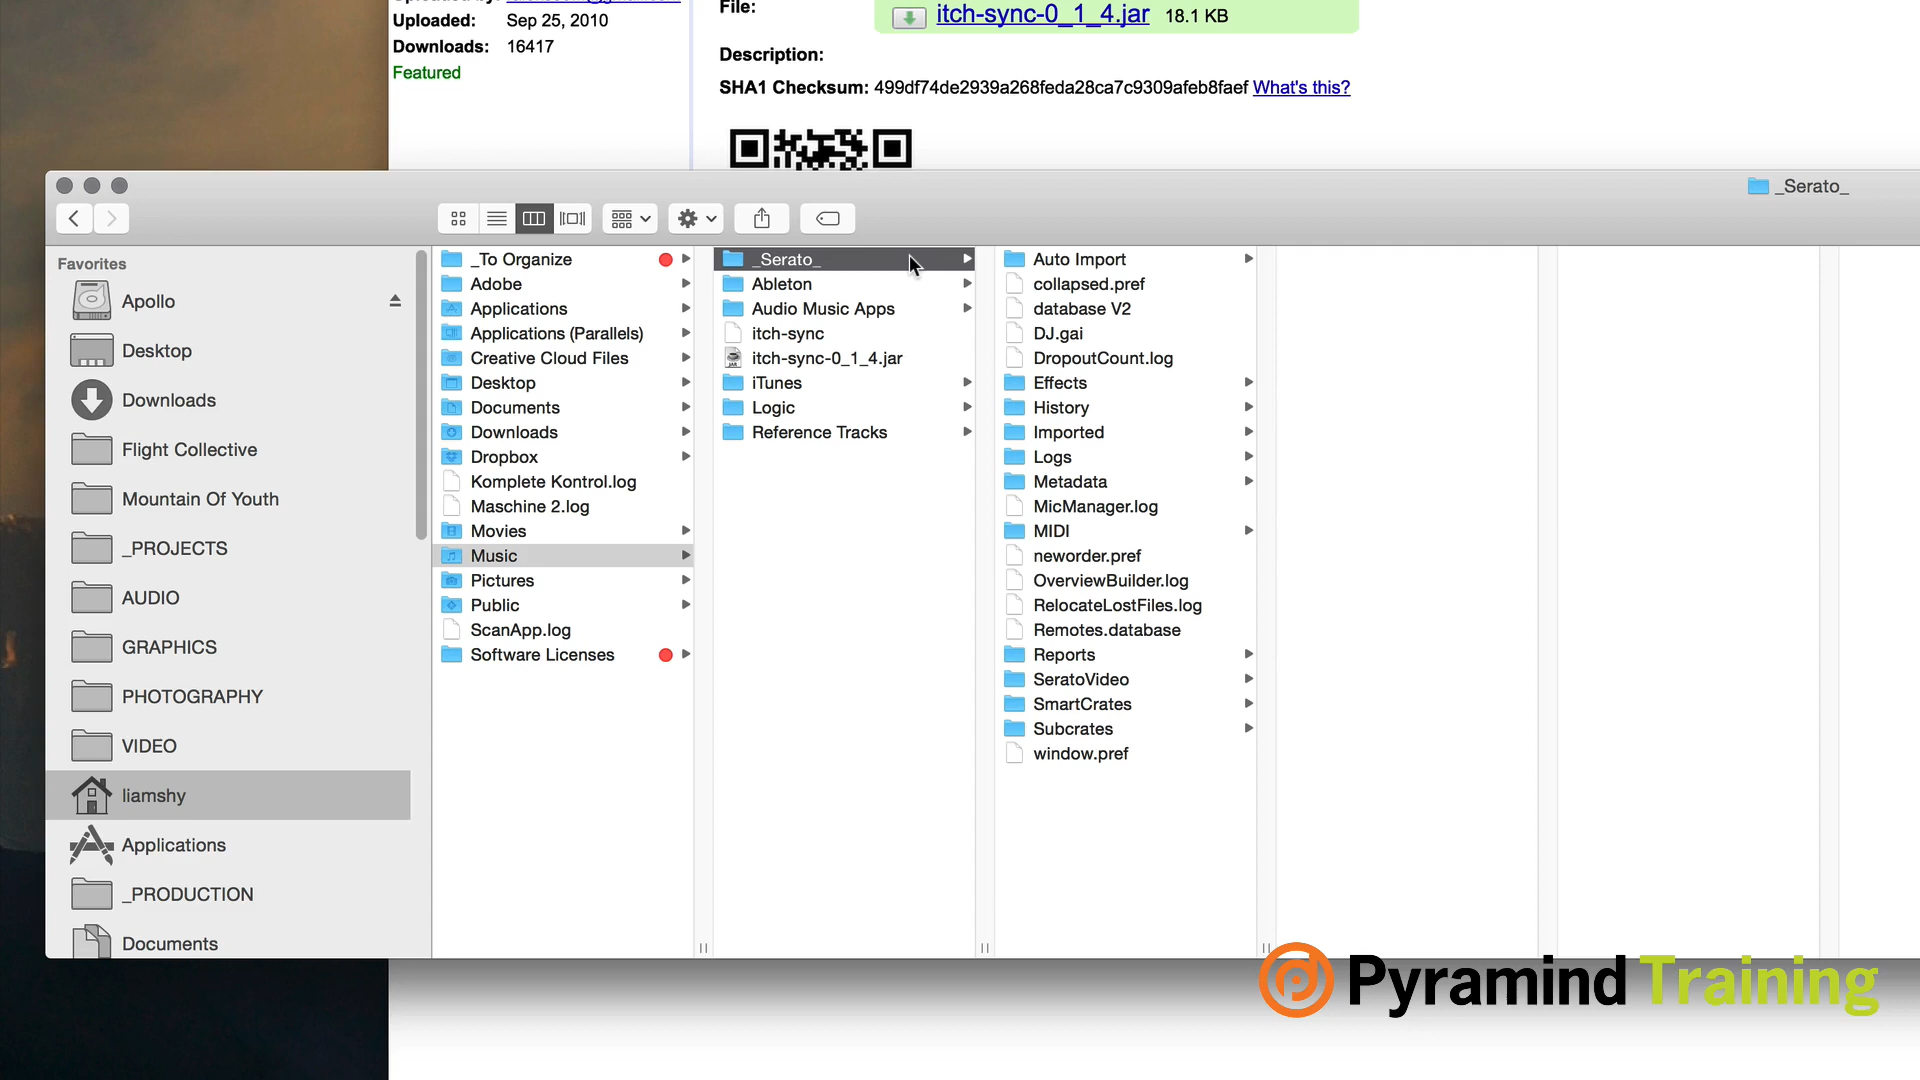 Uploaded: Sep 25, 2010
Downloads: 16417
Featured
File: itch-sync-0_1_4.jar 18.1 KB
Description:
SHA1 Checksum: 499df74de2939a268feda28ca7c9309afeb8faef What's this?
_Serato_
Favorites
Apollo
Desktop
Downloads
Flight Collective
Mountain Of Youth
_PROJECTS
AUDIO
GRAPHICS
PHOTOGRAPHY
VIDEO
liamshy
Applications
_PRODUCTION
Documents
_To Organize
Adobe
Applications
Applications (Parallels)
Creative Cloud Files
Desktop
Documents
Downloads
Dropbox
Komplete Kontrol.log
Maschine 2.log
Movies
Music
Pictures
Public
ScanApp.log
Software Licenses
_Serato_
Ableton
Audio Music Apps
itch-sync
itch-sync-0_1_4.jar
iTunes
Logic
Reference Tracks
Auto Import
collapsed.pref
database V2
DJ.gai
DropoutCount.log
Effects
History
Imported
Logs
Metadata
MicManager.log
MIDI
neworder.pref
OverviewBuilder.log
RelocateLostFiles.log
Remotes.database
Reports
SeratoVideo
SmartCrates
Subcrates
window.pref
Pyramind Training